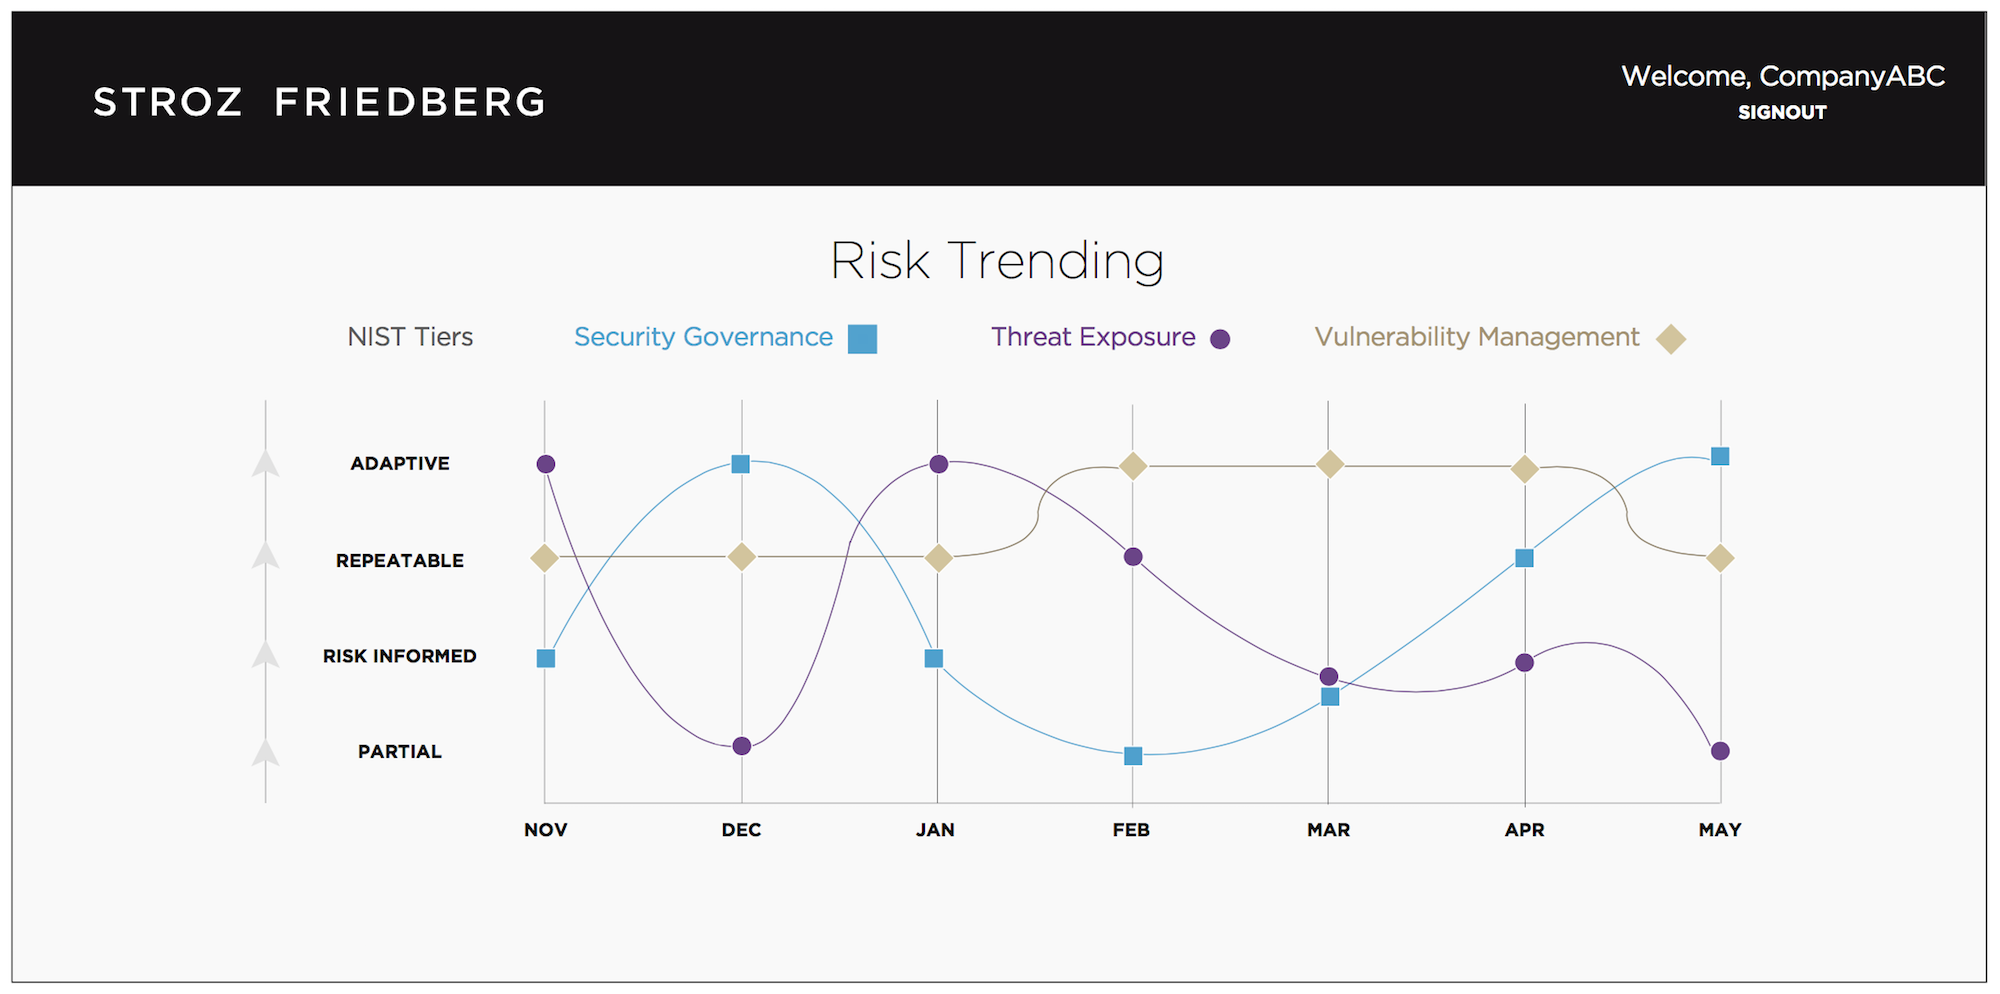 STROZ FRIEDBERG
Welcome, CompanyABC
SIGNOUT
Risk Trending
NIST Tiers Security Governance Threat Exposure Vulnerability Management
ADAPTIVE
REPEATABLE
RISK INFORMED
PARTIAL
NOV DEC JAN FEB MAR APR MAY